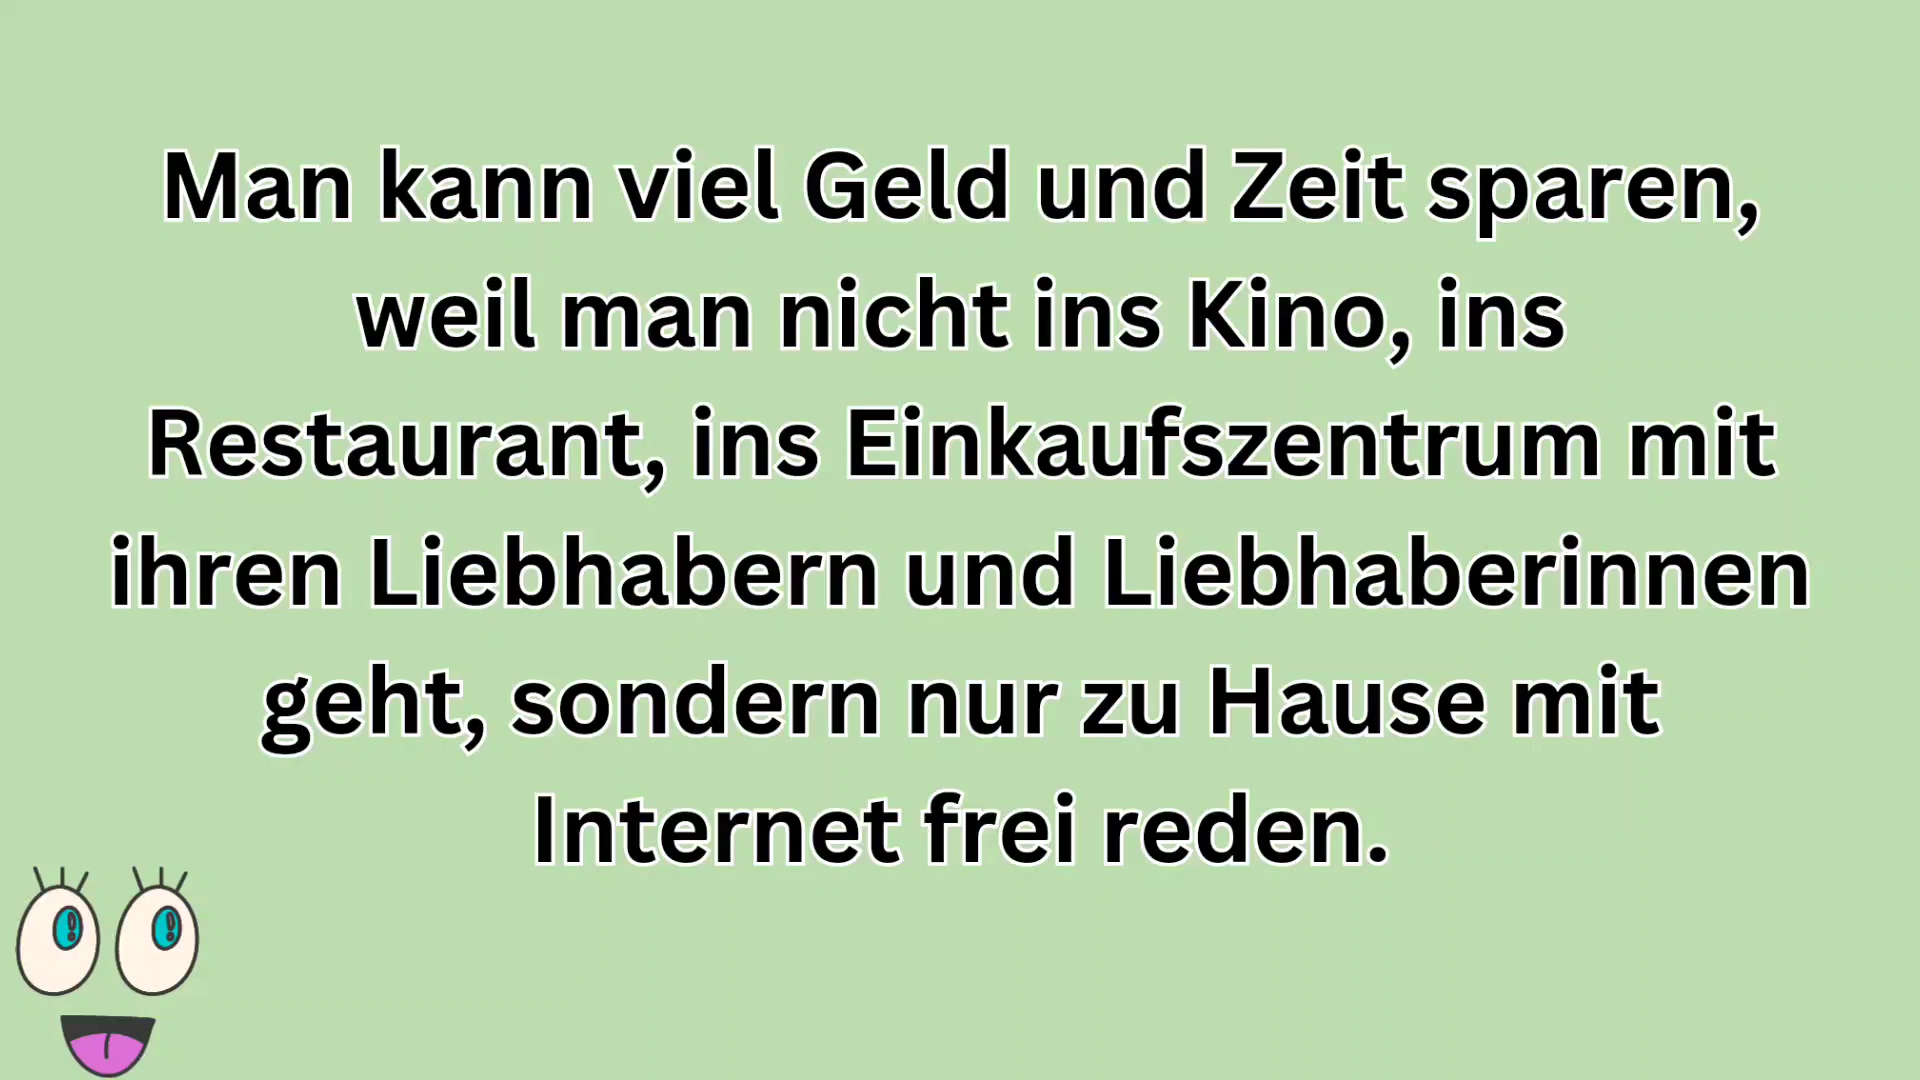 Man kann viel Geld und Zeit sparen,
weil man nicht ins Kino, ins
Restaurant, ins Einkaufszentrum mit
ihren Liebhabern und Liebhaberinnen
geht, sondern nur zu Hause mit
Internet frei reden.